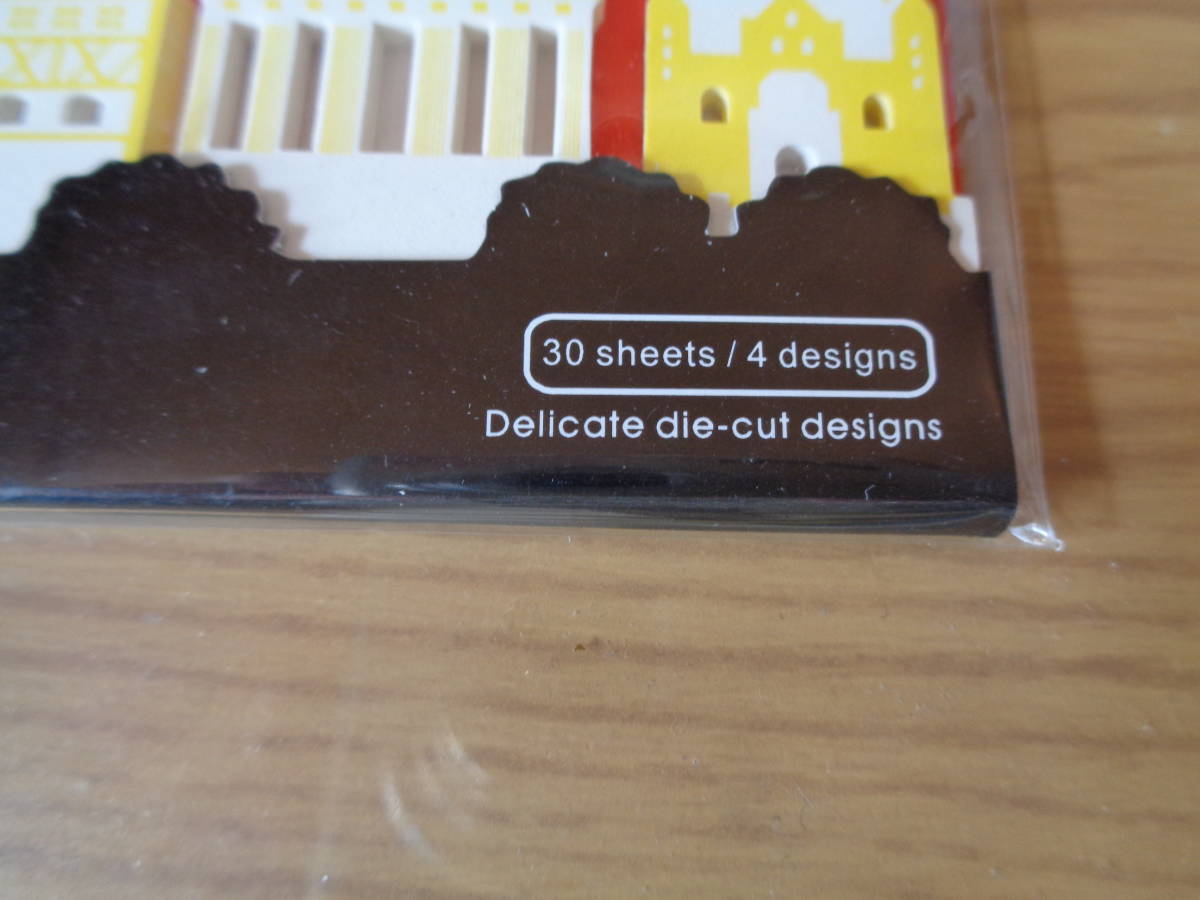 30 sheets / 4 designs
Delicate die-cut designs